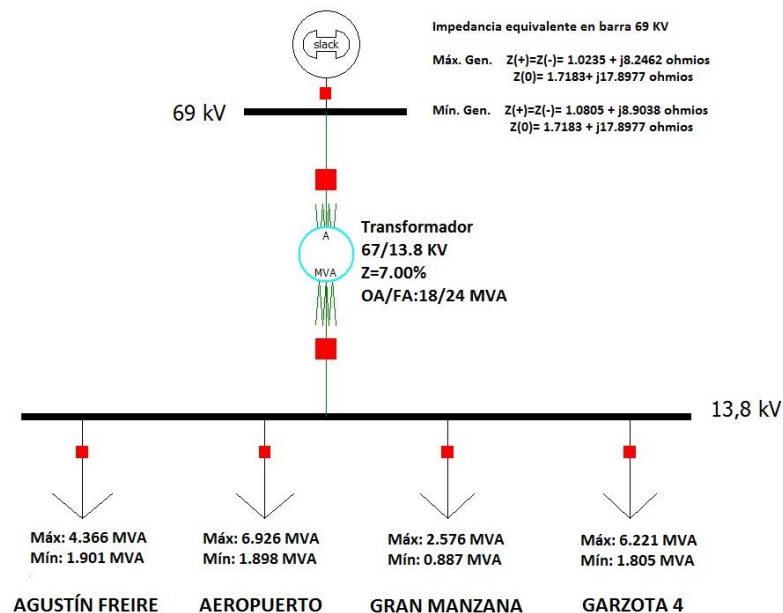 slack
Impedancia equivalente en barra 69 KV
Máx. Gen. Z(+)=Z(-)= 1.0235 + j8.2462 ohmios
Z(0)= 1.7183+ j17.8977 ohmios
Mín. Gen. Z(+)=Z(-)= 1.0805 + j8.9038 ohmios
Z(0)= 1.7183 + j17.8977 ohmios
69 kV
A
MVA
Transformador
67/13.8 KV
Z=7.00%
OA/FA:18/24 MVA
13,8 kV
Máx: 4.366 MVA
Mín: 1.901 MVA
AGUSTÍN FREIRE
Máx: 6.926 MVA
Mín: 1.898 MVA
AEROPUERTO
Máx: 2.576 MVA
Mín: 0.887 MVA
GRAN MANZANA
Máx: 6.221 MVA
Mín: 1.805 MVA
GARZOTA 4